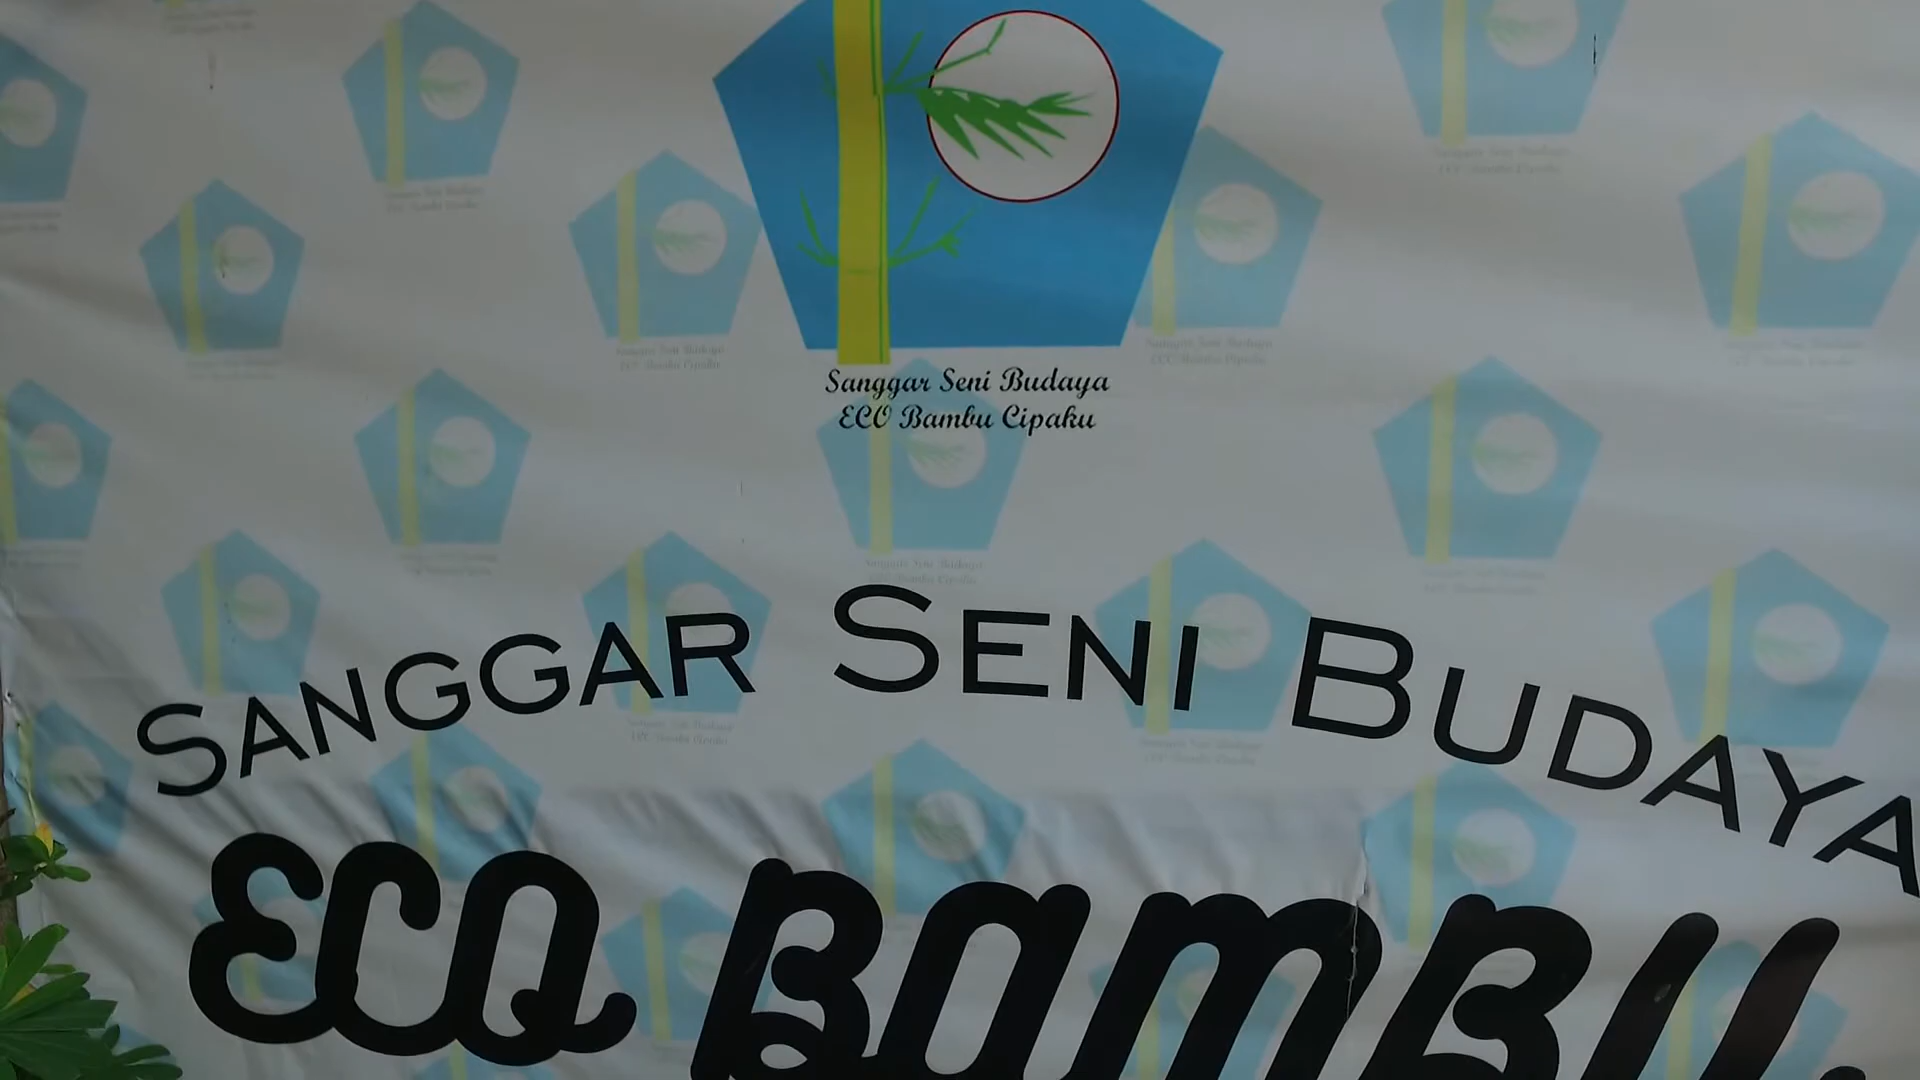 Sanggar Seni Budaya
ECO Bambu Cipaku
SANGGAR SENI BUDAYA
ECO BAMBU